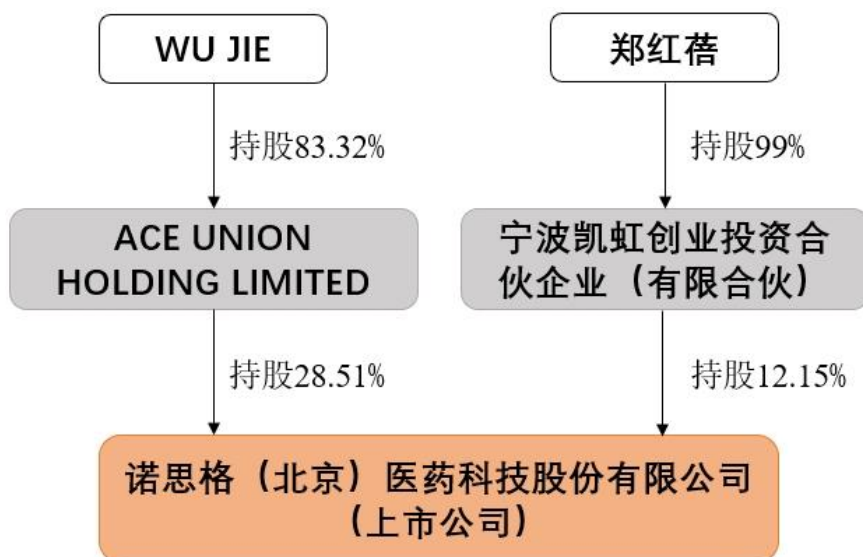 WU JIE
郑红蓓
持股83.32%
持股99%
ACE UNION
HOLDING LIMITED
宁波凯虹创业投资合
伙企业（有限合伙）
持股28.51%
持股12.15%
诺思格（北京）医药科技股份有限公司
（上市公司）